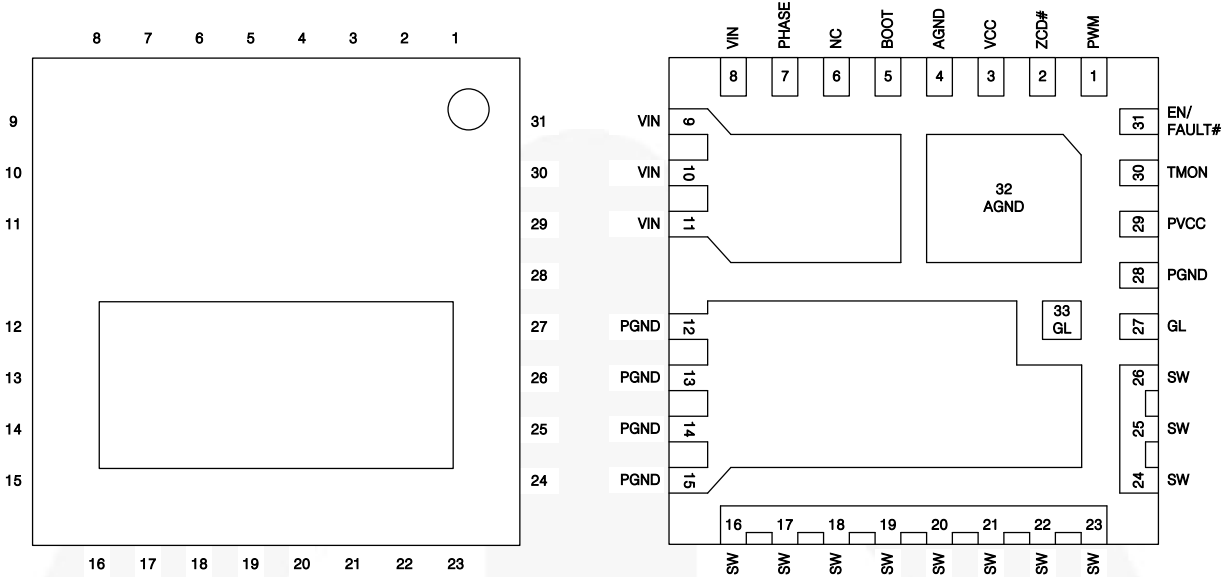 8 7 6 5 4 3 2 1
9
10
11
12
13
14
15
31
30
29
28
27
26
25
24
16 17 18 19 20 21 22 23
VIN
PHASE
NC
BOOT
AGND
VCC
ZCD#
PWM
8 7 6 5 4 3 2 1
VIN 9
VIN 10
VIN 11
PGND 12
PGND 13
PGND 14
PGND 15
32
AGND
33
GL
31 EN/
FAULT#
30 TMON
29 PVCC
28 PGND
27 GL
26 SW
25 SW
24 SW
16 17 18 19 20 21 22 23
SW SW SW SW SW SW SW SW